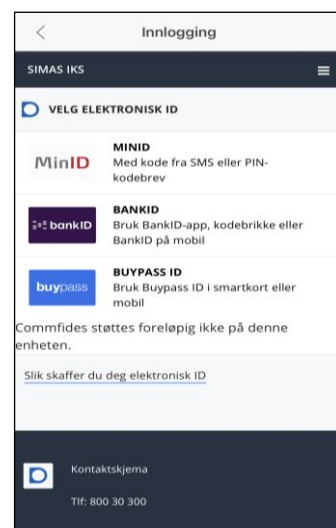 Innlogging
SIMAS IKS
VELG ELEKTRONISK ID
MinID
MINID
Med kode fra SMS eller PIN-
kodebrev
bankID
BANKID
Bruk BankID-app, kodebrikke eller
BankID på mobil
buypass
BUYPASS ID
Bruk Buypass ID i smartkort eller
mobil
Commfides støttes foreløpig ikke på denne
enheten.
Slik skaffer du deg elektronisk ID
Kontaktskjema
Tlf: 800 30 300